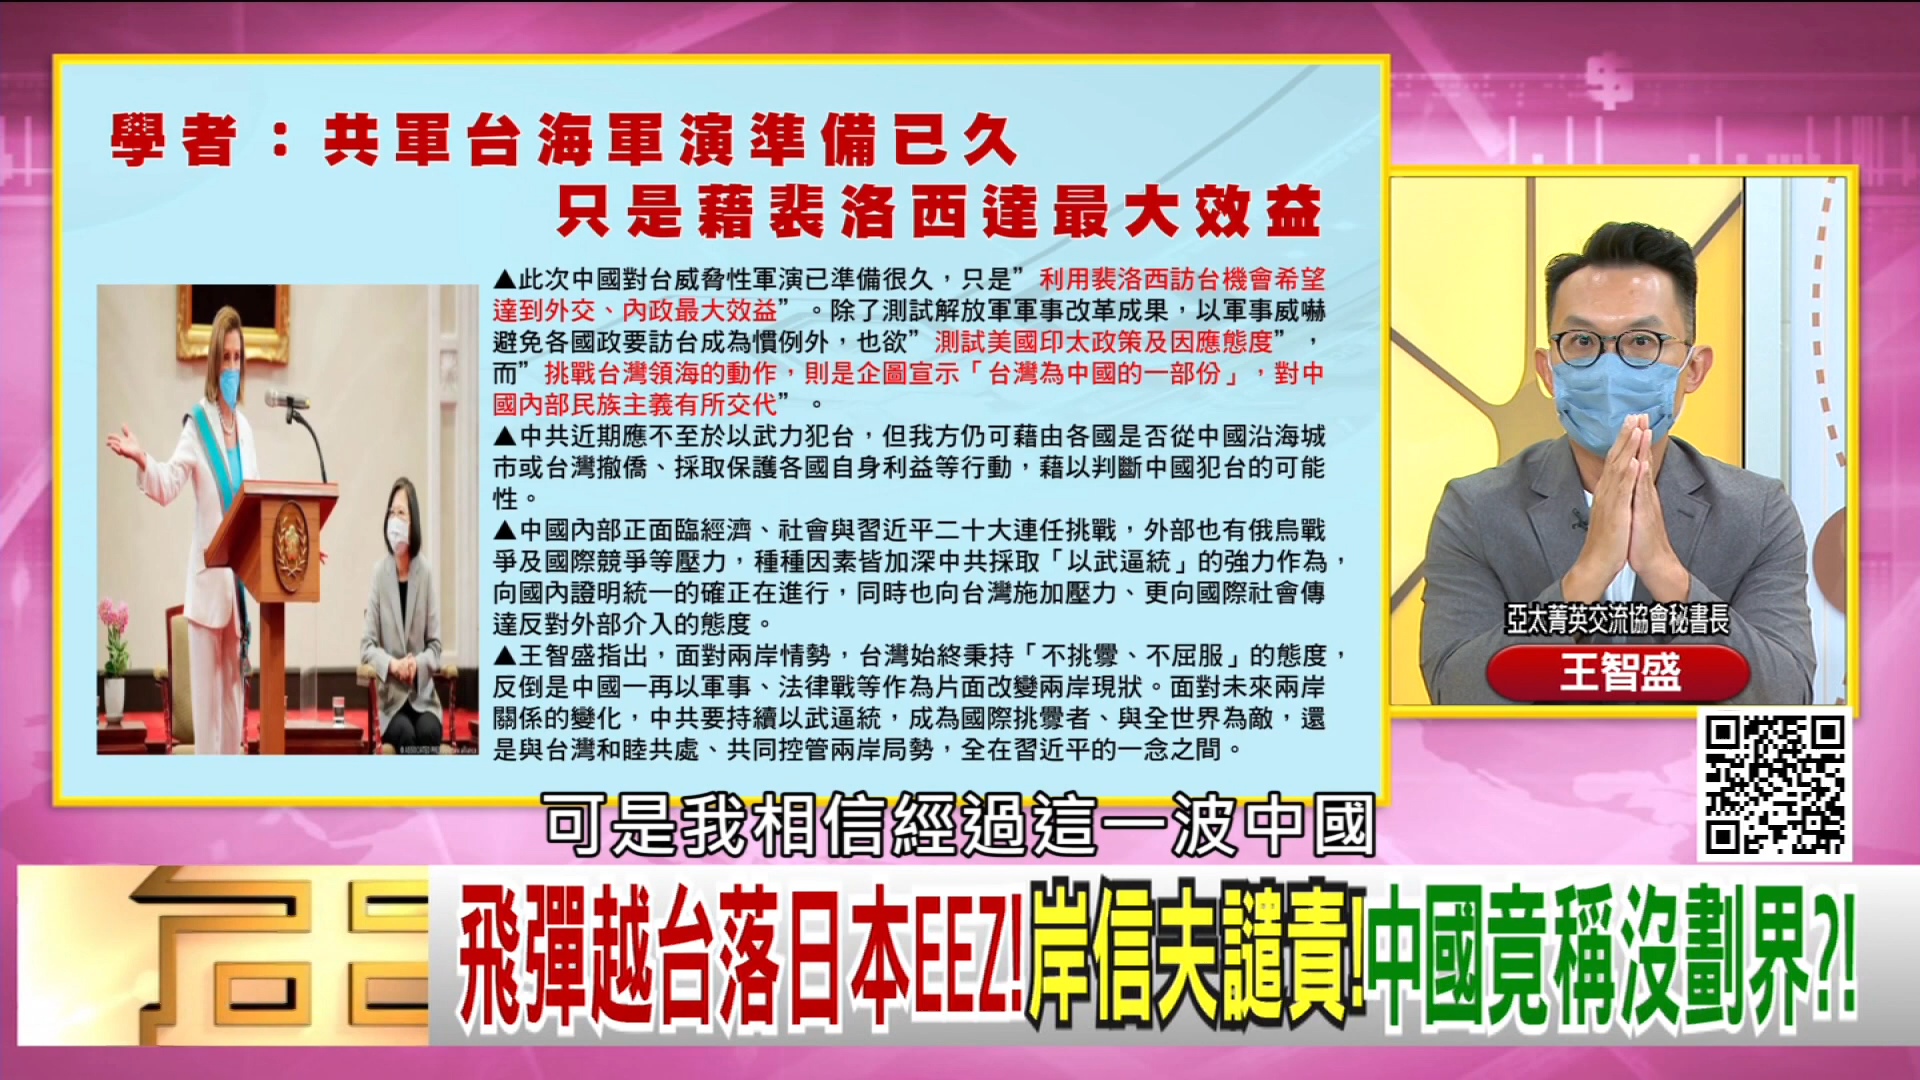 學者：共軍台海軍演準備已久
只是藉裴洛西達最大效益
▲此次中國對台威脅性軍演已準備很久，只是”利用裴洛西訪台機會希望
達到外交、內政最大效益”。除了測試解放軍軍事改革成果，以軍事威嚇
避免各國政要訪台成為慣例外，也欲”測試美國印太政策及因應態度”，
而”挑戰台灣領海的動作，則是企圖宣示「台灣為中國的一部份」，對中
國內部民族主義有所交代”。
▲中共近期應不至於以武力犯台，但我方仍可藉由各國是否從中國沿海城
市或台灣撤僑、採取保護各國自身利益等行動，藉以判斷中國犯台的可能
性。
▲中國內部正面臨經濟、社會與習近平二十大連任挑戰，外部也有俄烏戰
爭及國際競爭等壓力，種種因素皆加深中共採取「以武逼統」的強力作為，
向國內證明統一的確正在進行，同時也向台灣施加壓力、更向國際社會傳
達反對外部介入的態度。
▲王智盛指出，面對兩岸情勢，台灣始終秉持「不挑釁、不屈服」的態度，
反倒是中國一再以軍事、法律戰等作為片面改變兩岸現狀。面對未來兩岸
關係的變化，中共要持續以武逼統，成為國際挑釁者、與全世界為敵，還
是與台灣和睦共處、共同控管兩岸局勢，全在習近平的一念之間。
亞太菁英交流協會秘書長
王智盛
可是我相信經過這一波中國
飛彈越台落日本EEZ!岸信夫譴責!中國竟稱沒劃界?!